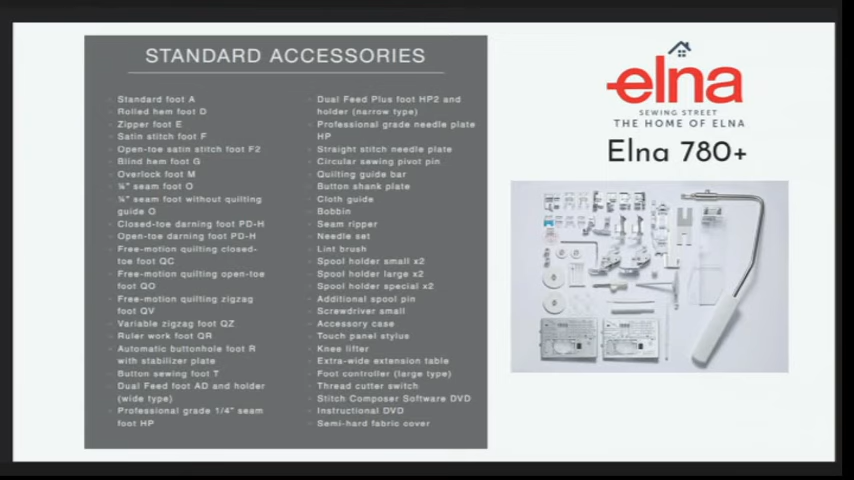 STANDARD ACCESSORIES
Standard foot A
Rolled hem foot D
Zipper foot E
Satin stitch foot F
Open-toe satin stitch foot F2
Blind hem foot G
Overlock foot M
¼" seam foot O
¼" seam foot without quilting
guide O
Closed-toe darning foot PD-H
Open-toe darning foot PD-H
Free-motion quilting closed-
toe foot QC
Free-motion quilting open-toe
foot QO
Free-motion quilting zigzag
foot QV
Variable zigzag foot QZ
Ruler work foot QR
Automatic buttonhole foot R
with stabilizer plate
Button sewing foot T
Dual Feed foot AD and holder
(wide type)
Professional grade 1/4" seam
foot HP
Dual Feed Plus foot HP2 and
holder (narrow type)
Professional grade needle plate
HP
Straight stitch needle plate
Circular sewing pivot pin
Quilting guide bar
Button shank plate
Cloth guide
Bobbin
Seam ripper
Needle set
Lint brush
Spool holder small x2
Spool holder large x2
Spool holder special x2
Additional spool pin
Screwdriver small
Accessory case
Touch panel stylus
Knee lifter
Extra-wide extension table
Foot controller (large type)
Thread cutter switch
Stitch Composer Software DVD
Instructional DVD
Semi-hard fabric cover
elna
SEWING STREET
THE HOME OF ELNA
Elna 780+